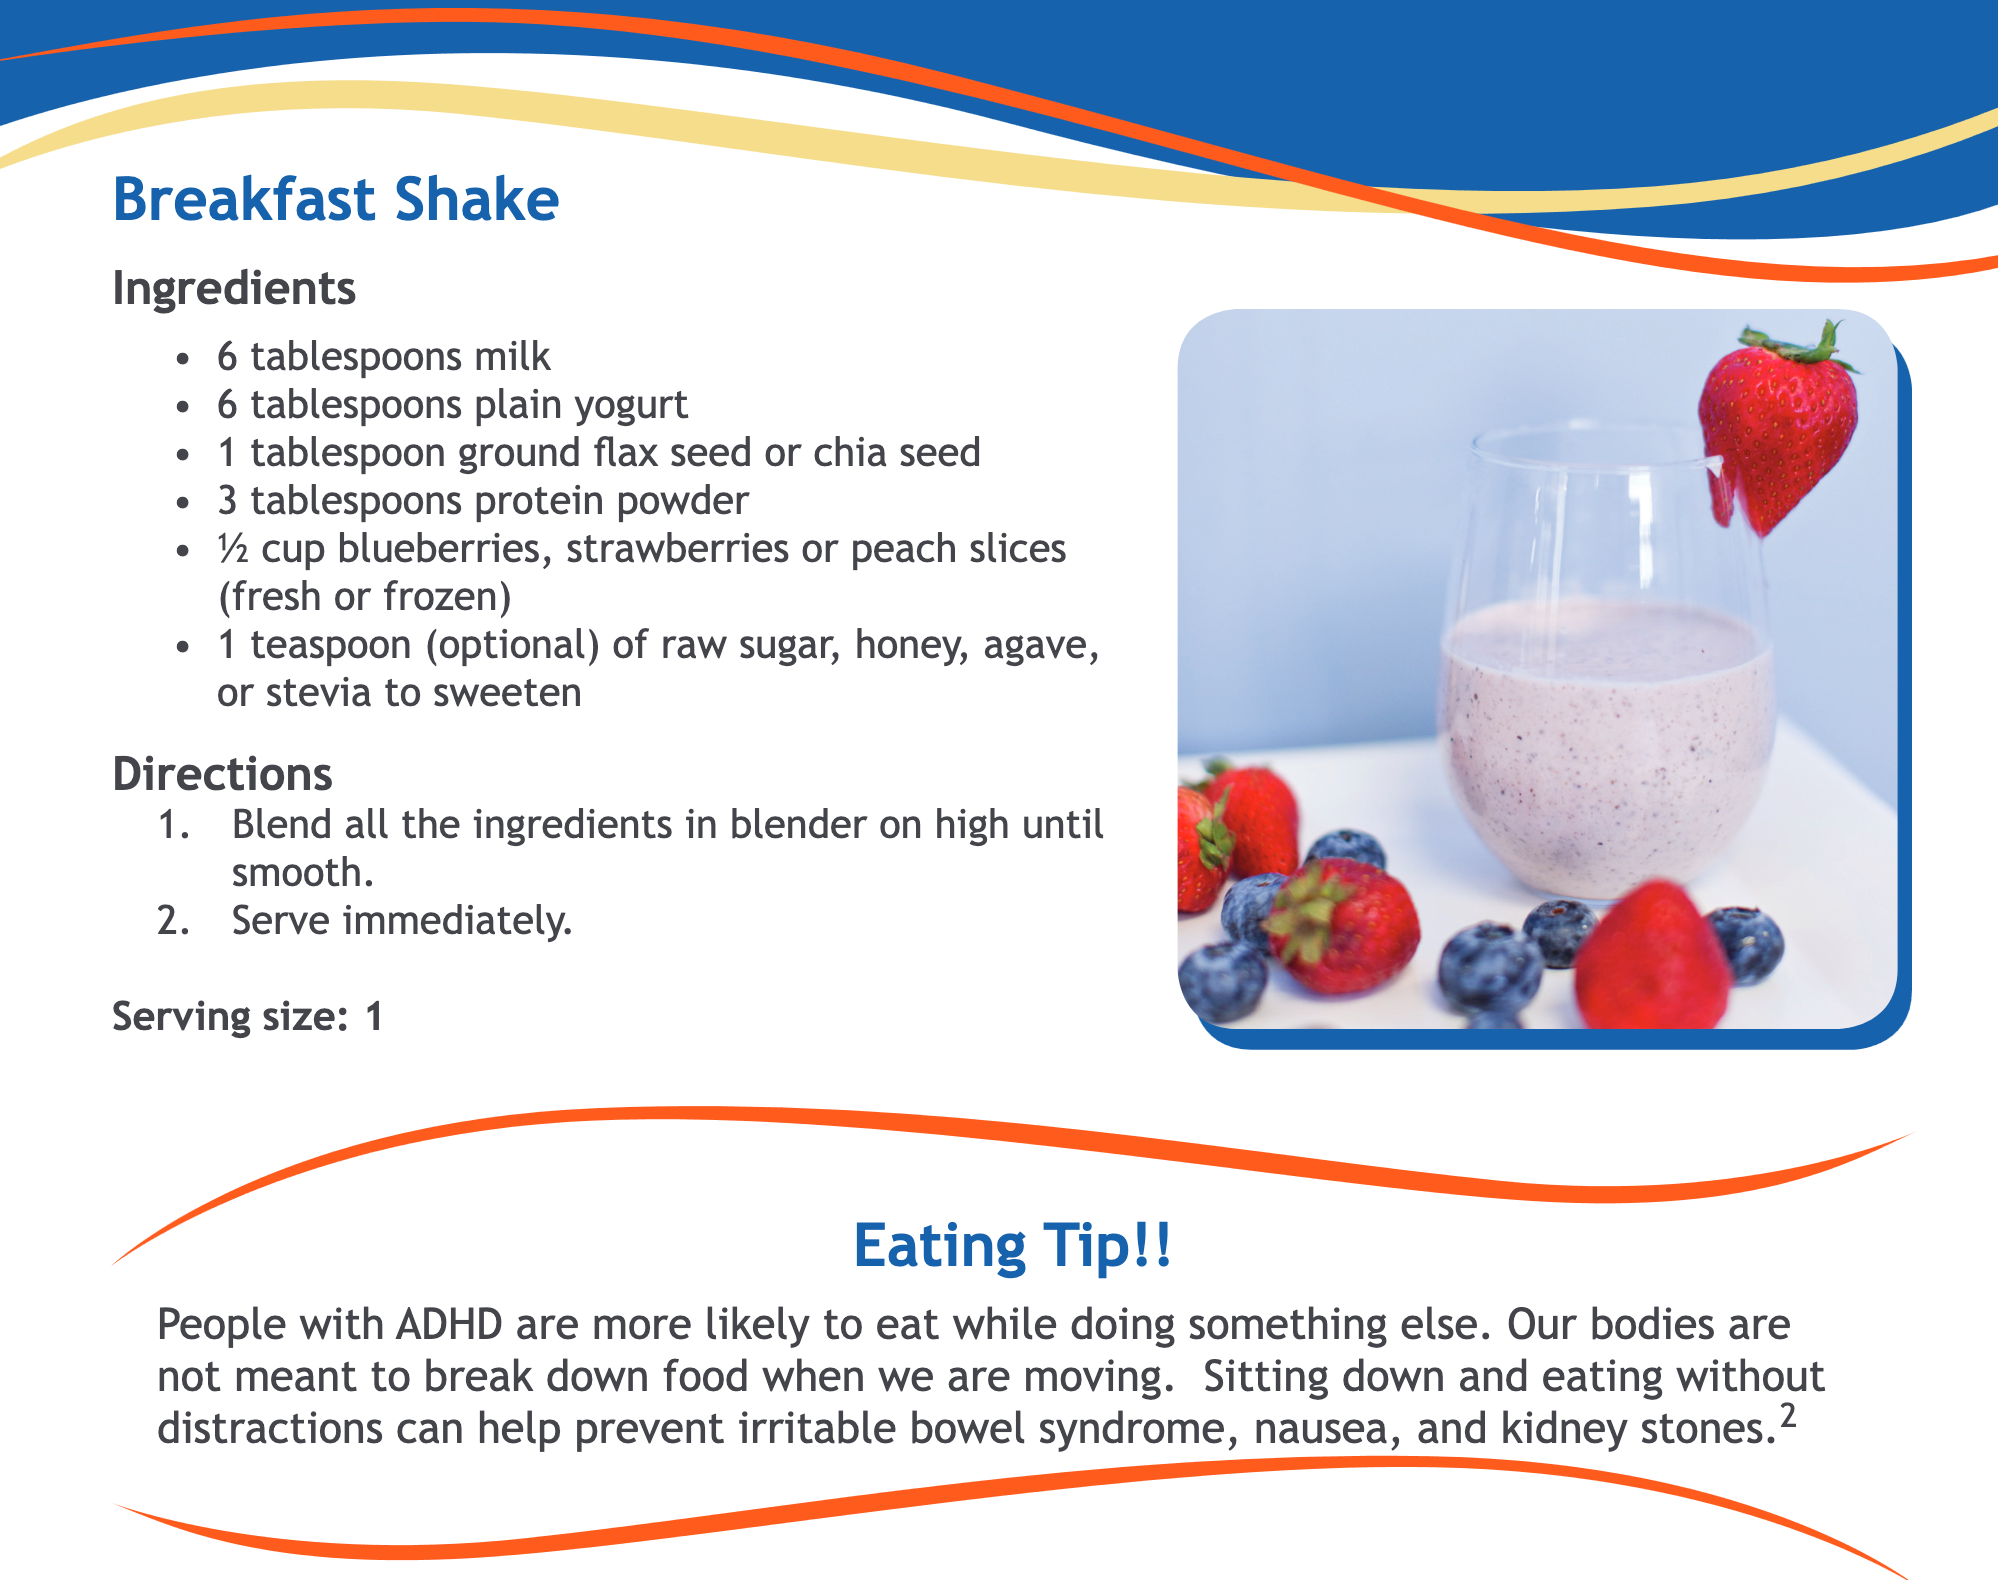 Breakfast Shake
Ingredients
• 6 tablespoons milk
• 6 tablespoons plain yogurt
• 1 tablespoon ground flax seed or chia seed
• 3 tablespoons protein powder
• ½ cup blueberries, strawberries or peach slices
(fresh or frozen)
• 1 teaspoon (optional) of raw sugar, honey, agave,
or stevia to sweeten
Directions
1. Blend all the ingredients in blender on high until
smooth.
2. Serve immediately.
Serving size: 1
Eating Tip!!
People with ADHD are more likely to eat while doing something else. Our bodies are
not meant to break down food when we are moving.  Sitting down and eating without
distractions can help prevent irritable bowel syndrome, nausea, and kidney stones.²